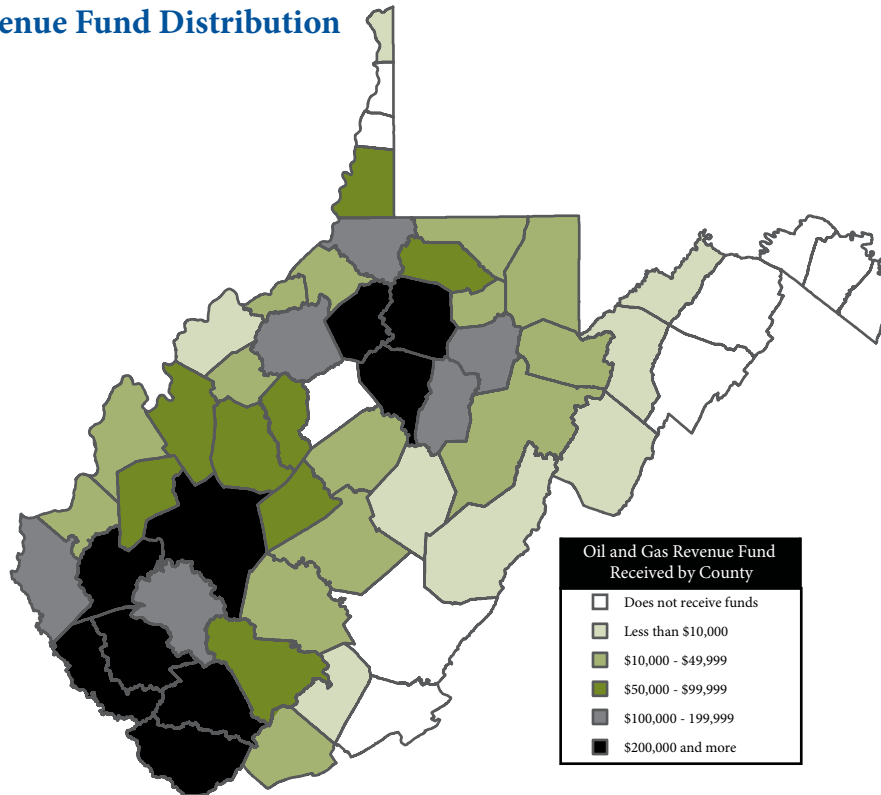 enue Fund Distribution
Oil and Gas Revenue Fund
Received by County
Does not receive funds
Less than $10,000
$10,000 - $49,999
$50,000 - $99,999
$100,000 - 199,999
$200,000 and more